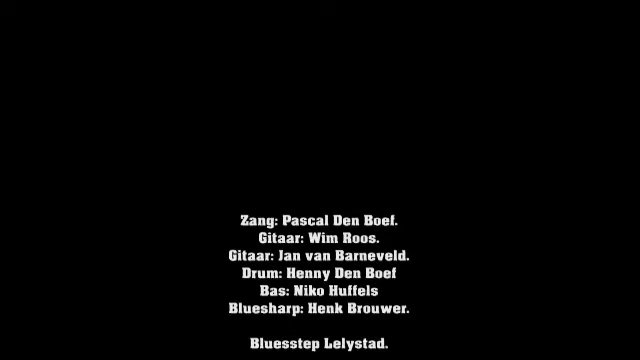 Zang: Pascal Den Boef.
Gitaar: Wim Roos.
Gitaar: Jan van Barneveld.
Drum: Henny Den Boef
Bas: Niko Huffels
Bluesharp: Henk Brouwer.
Bluesstep Lelystad.